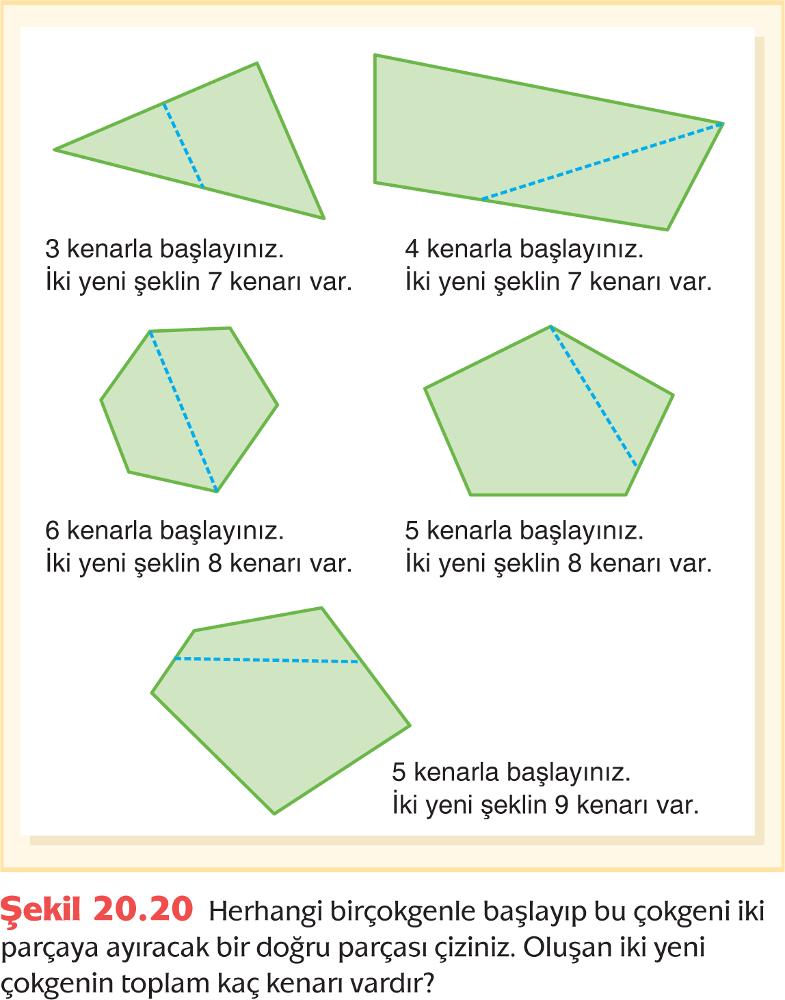 3 kenarla başlayınız.
İki yeni şeklin 7 kenarı var.
4 kenarla başlayınız.
İki yeni şeklin 7 kenarı var.
6 kenarla başlayınız.
İki yeni şeklin 8 kenarı var.
5 kenarla başlayınız.
İki yeni şeklin 8 kenarı var.
5 kenarla başlayınız.
İki yeni şeklin 9 kenarı var.
Şekil 20.20 Herhangi birçokgenle başlayıp bu çokgeni iki
parçaya ayıracak bir doğru parçası çiziniz. Oluşan iki yeni
çokgenin toplam kaç kenarı vardır?